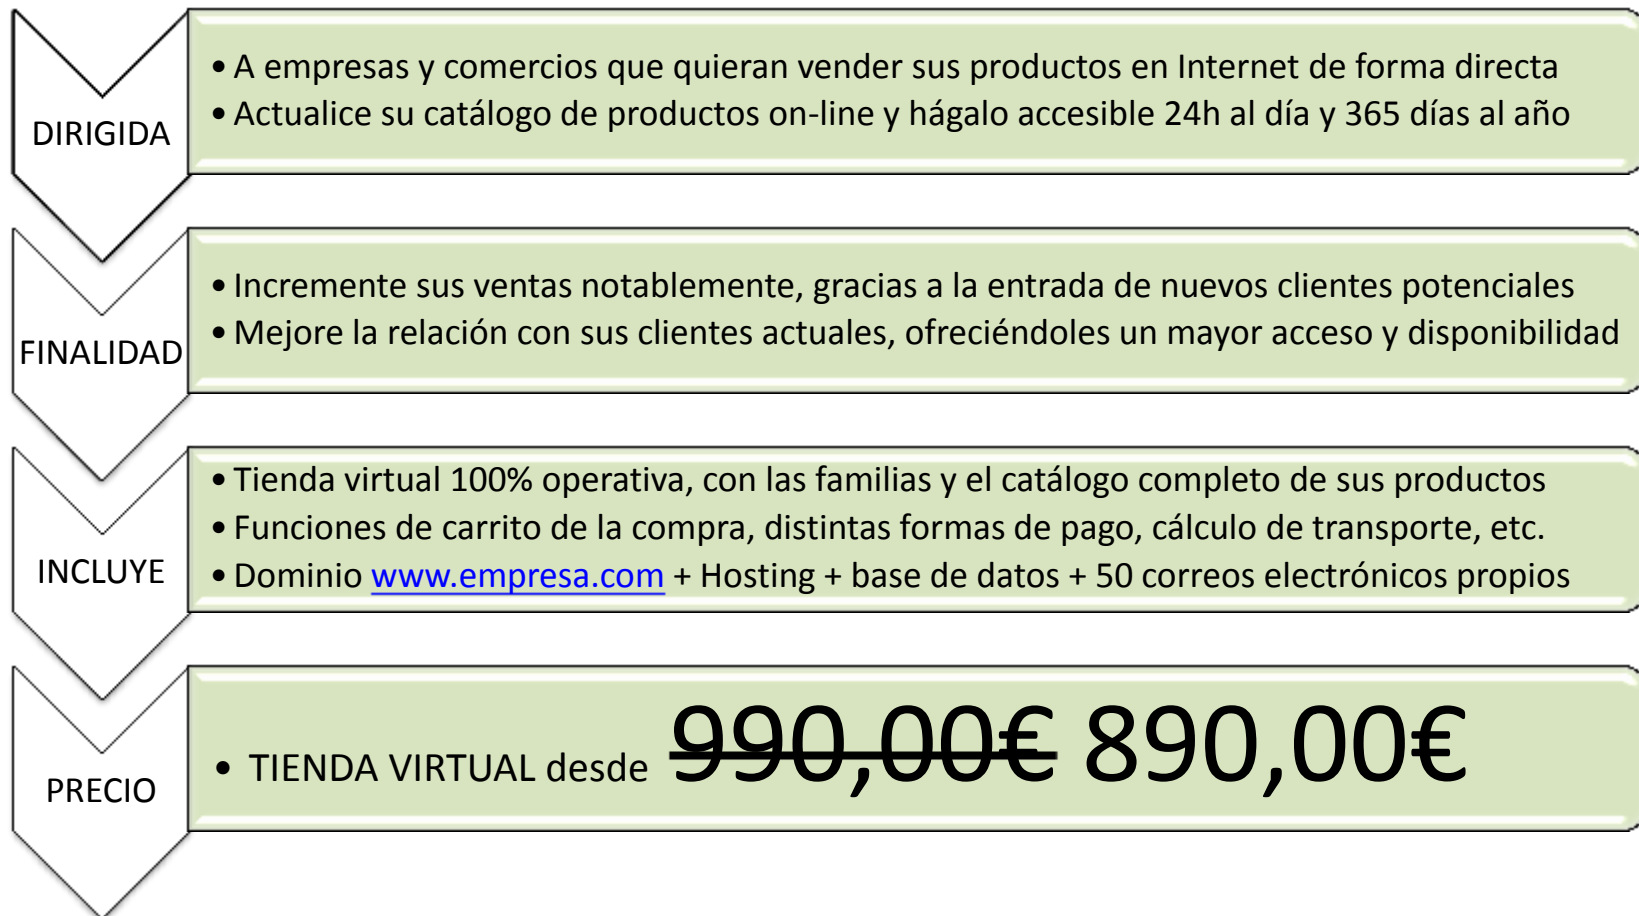 DIRIGIDA
• A empresas y comercios que quieran vender sus productos en Internet de forma directa
• Actualice su catálogo de productos on-line y hágalo accesible 24h al día y 365 días al año
FINALIDAD
• Incremente sus ventas notablemente, gracias a la entrada de nuevos clientes potenciales
• Mejore la relación con sus clientes actuales, ofreciéndoles un mayor acceso y disponibilidad
INCLUYE
• Tienda virtual 100% operativa, con las familias y el catálogo completo de sus productos
• Funciones de carrito de la compra, distintas formas de pago, cálculo de transporte, etc.
• Dominio www.empresa.com + Hosting + base de datos + 50 correos electrónicos propios
PRECIO
• TIENDA VIRTUAL desde 990,00€ 890,00€